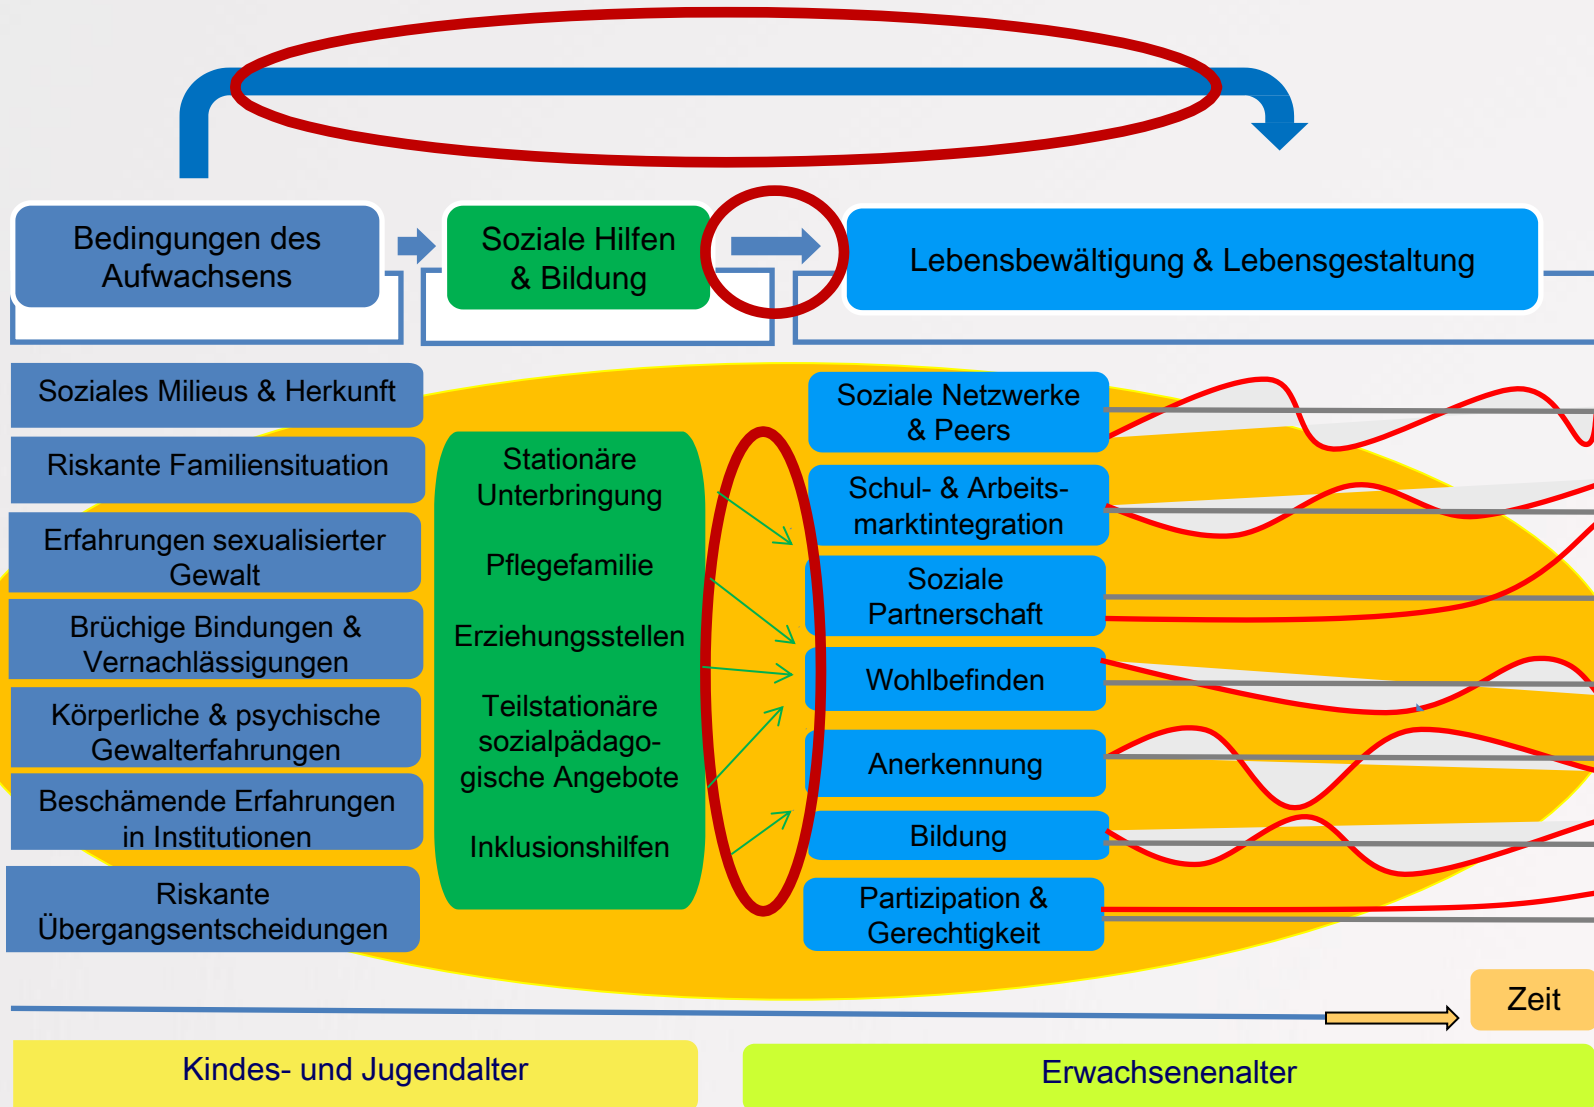 Bedingungen des
Aufwachsens
Soziale Hilfen
& Bildung
Lebensbewältigung & Lebensgestaltung
Soziales Milieus & Herkunft
Riskante Familiensituation
Erfahrungen sexualisierter
Gewalt
Brüchige Bindungen &
Vernachlässigungen
Körperliche & psychische
Gewalterfahrungen
Beschämende Erfahrungen
in Institutionen
Riskante
Übergangsentscheidungen
Stationäre
Unterbringung
Pflegefamilie
Erziehungsstellen
Teilstationäre
sozialpädago-
gische Angebote
Inklusionshilfen
Soziale Netzwerke
& Peers
Schul- & Arbeits-
marktintegration
Soziale
Partnerschaft
Wohlbefinden
Anerkennung
Bildung
Partizipation &
Gerechtigkeit
Zeit
Kindes- und Jugendalter
Erwachsenenalter